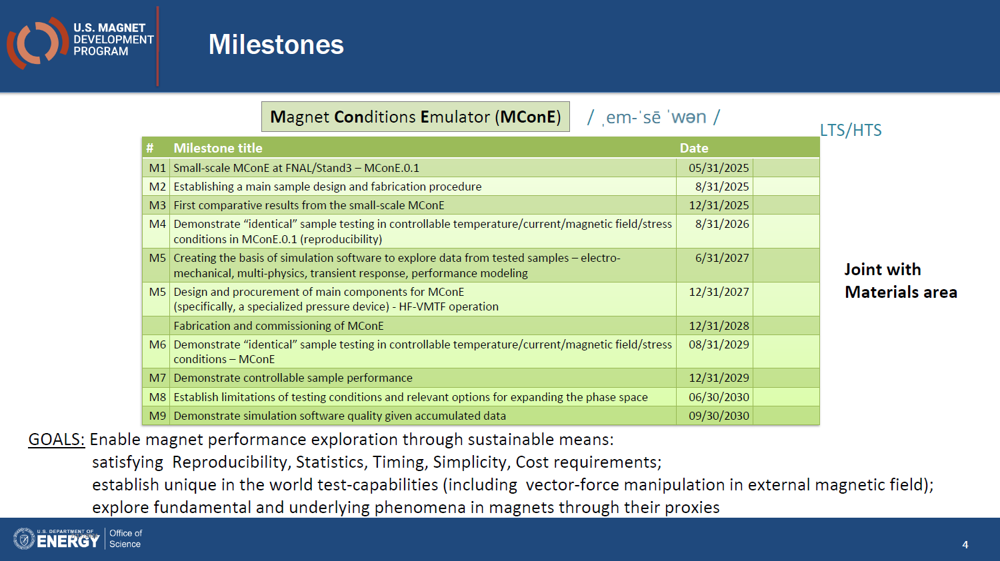 U.S. MAGNET
DEVELOPMENT
PROGRAM
Milestones
Magnet Conditions Emulator (MConE)
/ ˌem-ˈsē ˈwən /
LTS/HTS
# Milestone title Date
M1 Small-scale MConE at FNAL/Stand3 – MConE.0.1 05/31/2025
M2 Establishing a main sample design and fabrication procedure 8/31/2025
M3 First comparative results from the small-scale MConE 12/31/2025
M4 Demonstrate “identical” sample testing in controllable temperature/current/magnetic field/stress 8/31/2026
conditions in MConE.0.1 (reproducibility)
M5 Creating the basis of simulation software to explore data from tested samples – electro- 6/31/2027
mechanical, multi-physics, transient response, performance modeling
M5 Design and procurement of main components for MConE 12/31/2027
(specifically, a specialized pressure device) - HF-VMTF operation
Fabrication and commissioning of MConE 12/31/2028
M6 Demonstrate “identical” sample testing in controllable temperature/current/magnetic field/stress 08/31/2029
conditions – MConE
M7 Demonstrate controllable sample performance 12/31/2029
M8 Establish limitations of testing conditions and relevant options for expanding the phase space 06/30/2030
M9 Demonstrate simulation software quality given accumulated data 09/30/2030
Joint with
Materials area
GOALS: Enable magnet performance exploration through sustainable means:
satisfying Reproducibility, Statistics, Timing, Simplicity, Cost requirements;
establish unique in the world test-capabilities (including vector-force manipulation in external magnetic field);
explore fundamental and underlying phenomena in magnets through their proxies
U.S. DEPARTMENT OF
ENERGY
Office of
Science
4